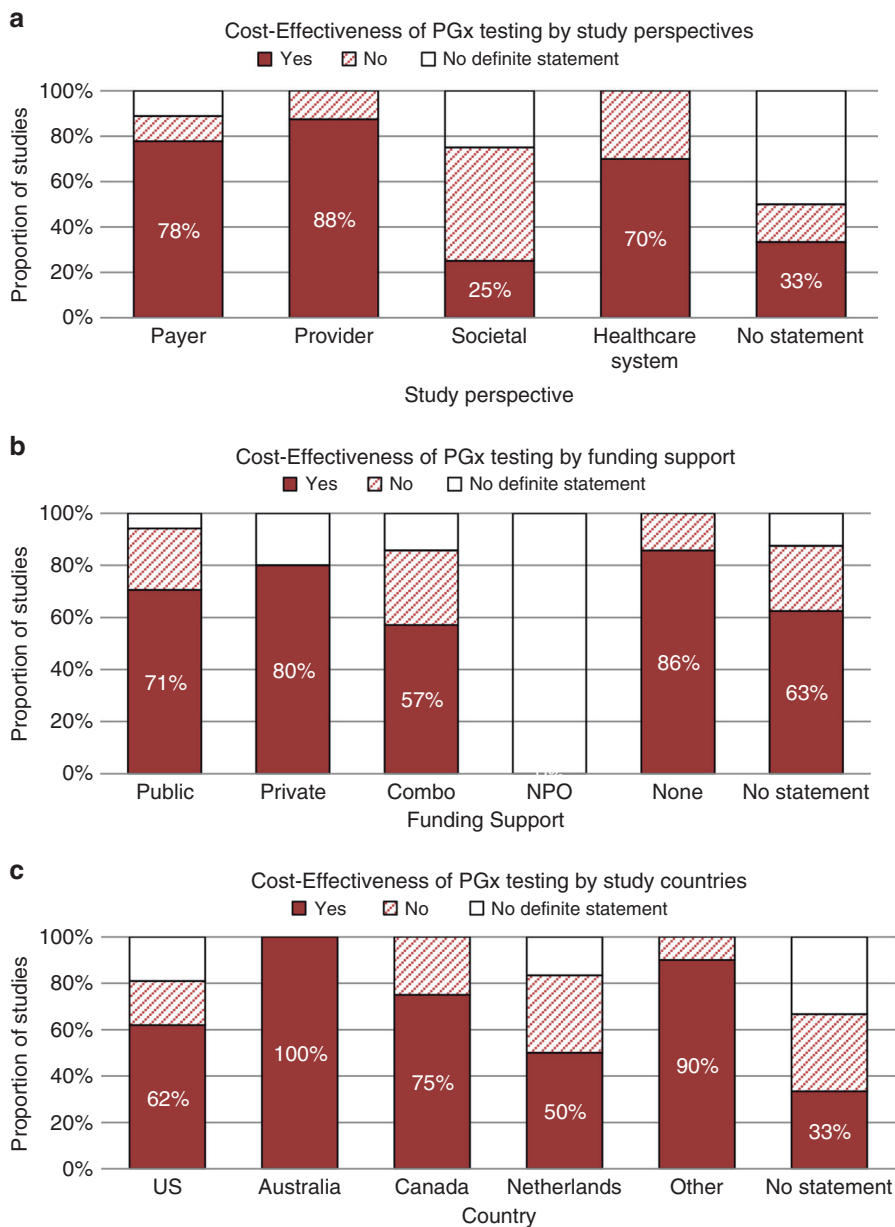 a
Cost-Effectiveness of PGx testing by study perspectives
Yes No No definite statement
Proportion of studies
100%
80%
60%
40%
20%
0%
78%
88%
25%
70%
33%
Payer Provider Societal Healthcare system No statement
Study perspective
b
Cost-Effectiveness of PGx testing by funding support
Yes No No definite statement
Proportion of studies
100%
80%
60%
40%
20%
0%
71%
80%
57%
86%
63%
Public Private Combo NPO None No statement
Funding Support
c
Cost-Effectiveness of PGx testing by study countries
Yes No No definite statement
Proportion of studies
100%
80%
60%
40%
20%
0%
62%
100%
75%
50%
90%
33%
US Australia Canada Netherlands Other No statement
Country